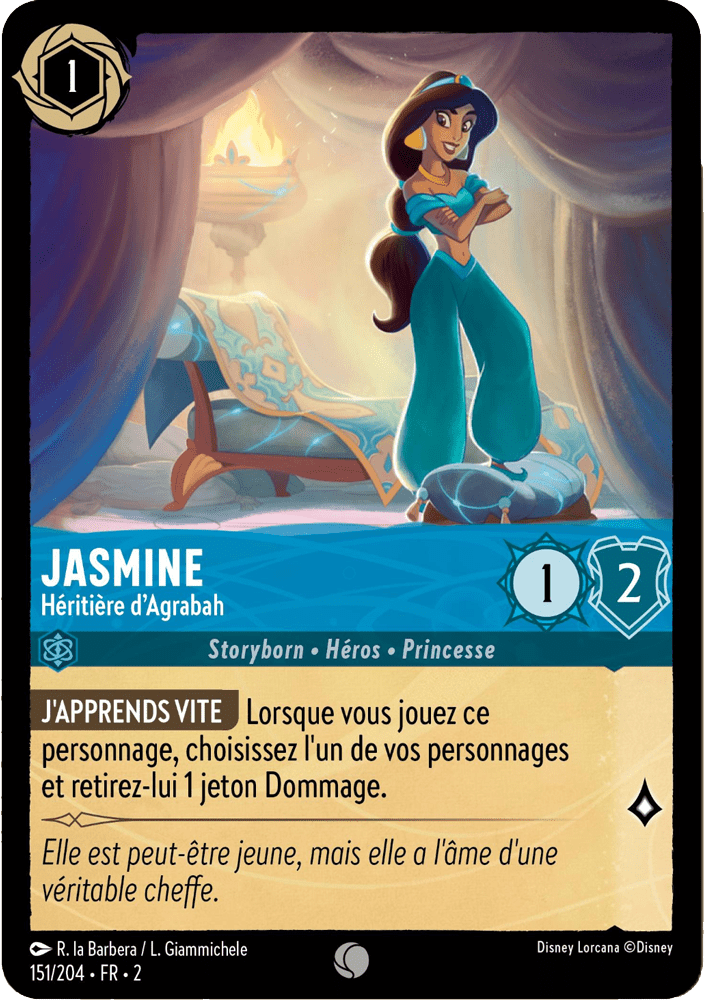 1
JASMINE
Héritière d'Agrabah
1
2
Storyborn • Héros • Princesse
J'APPRENDS VITE Lorsque vous jouez ce
personnage, choisissez l'un de vos personnages
et retirez-lui 1 jeton Dommage.
Elle est peut-être jeune, mais elle a l'âme d'une
véritable cheffe.
R. la Barbera / L. Giammichele
Disney Lorcana ©Disney
151/204 • FR • 2